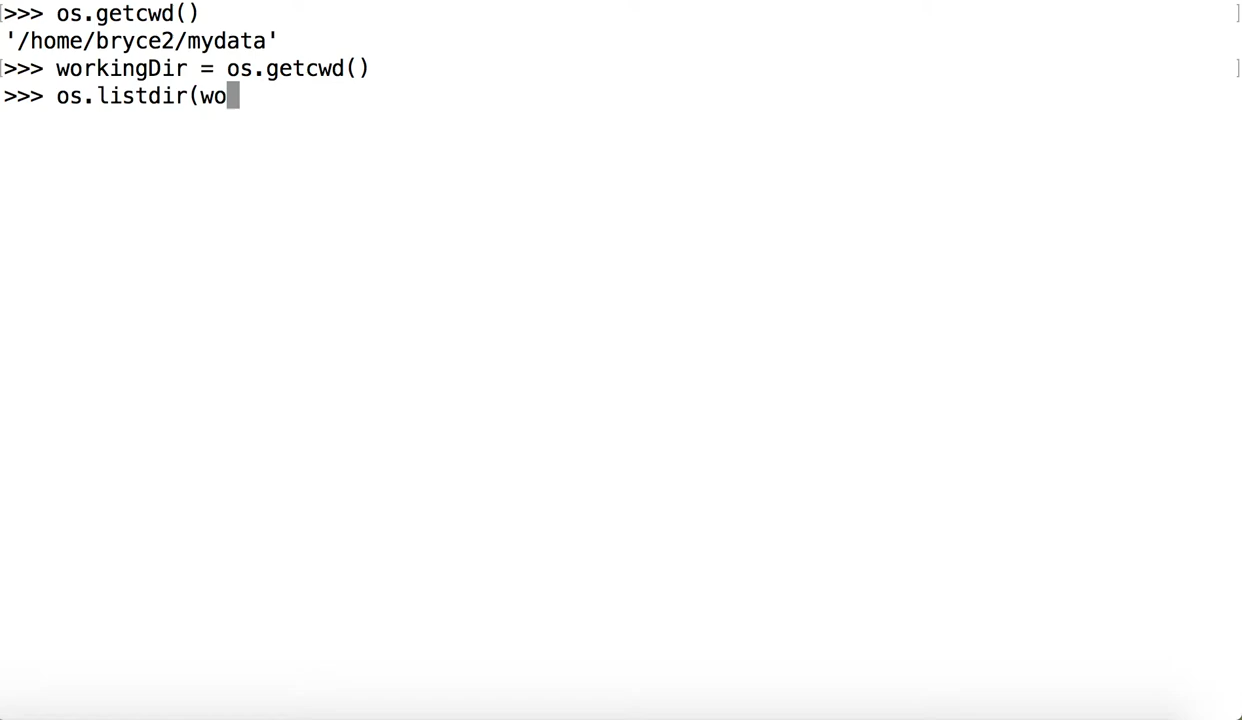 [>>> os.getcwd() ]
'/home/bryce2/mydata'
[>>> workingDir = os.getcwd() ]
>>> os.listdir(wo